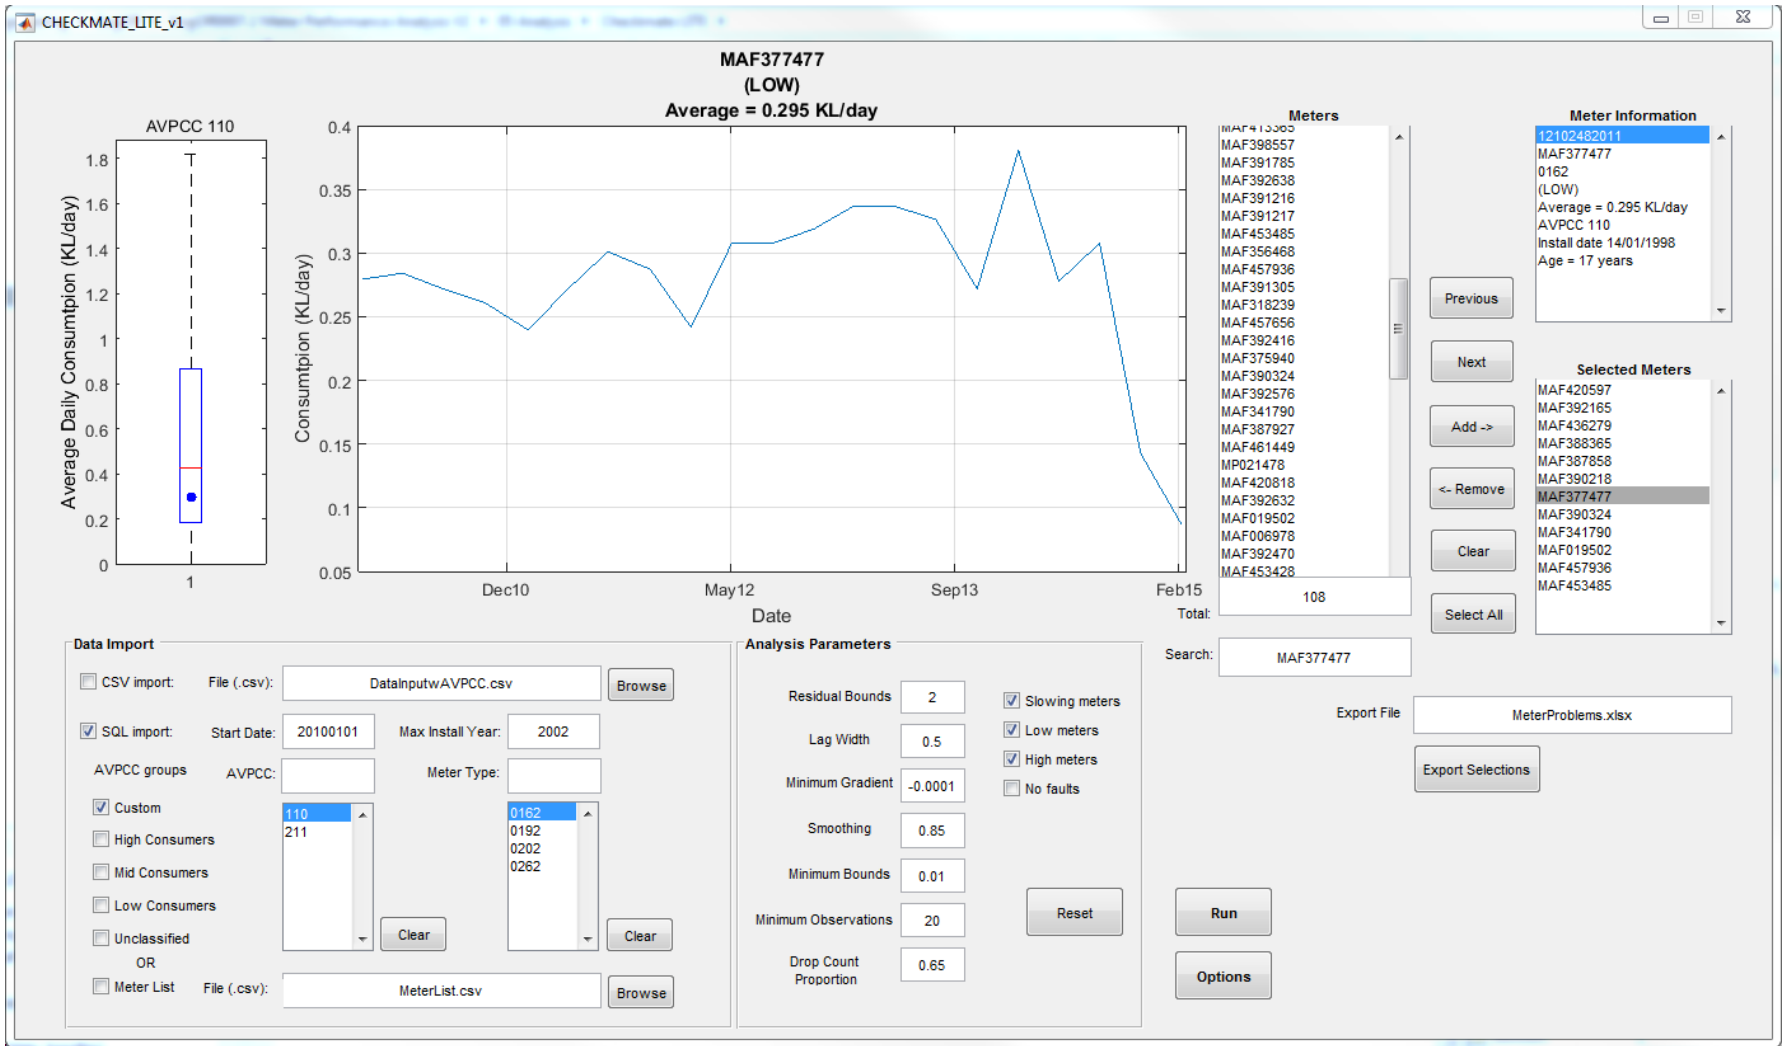 CHECKMATE_LITE_v1
MAF377477
(LOW)
Average = 0.295 KL/day
AVPCC 110
Average Daily Consumtpion (KL/day)
1.8
1.6
1.4
1.2
1
0.8
0.6
0.4
0.2
0
1
Consumtpion (KL/day)
0.4
0.35
0.3
0.25
0.2
0.15
0.1
0.05
Dec10
May12
Sep13
Feb15
Date
Meters
MAF413365
MAF398557
MAF391785
MAF392638
MAF391216
MAF391217
MAF453485
MAF356468
MAF457936
MAF391305
MAF318239
MAF457656
MAF392416
MAF375940
MAF390324
MAF392576
MAF341790
MAF387927
MAF461449
MP021478
MAF420818
MAF392632
MAF019502
MAF006978
MAF392470
MAF453428
Total: 108
Search: MAF377477
Previous
Next
Add ->
<- Remove
Clear
Select All
Meter Information
12102482011
MAF377477
0162
(LOW)
Average = 0.295 KL/day
AVPCC 110
Install date 14/01/1998
Age = 17 years
Selected Meters
MAF420597
MAF392165
MAF436279
MAF388365
MAF387858
MAF390218
MAF377477
MAF390324
MAF341790
MAF019502
MAF457936
MAF453485
Export File MeterProblems.xlsx
Export Selections
Data Import
CSV import: File (.csv): DataInputwAVPCC.csv Browse
SQL import: Start Date: 20100101 Max Install Year: 2002
AVPCC groups AVPCC: Meter Type:
Custom
High Consumers
Mid Consumers
Low Consumers
Unclassified
OR
Meter List File (.csv): MeterList.csv Browse
110
211
Clear
0162
0192
0202
0262
Clear
Analysis Parameters
Residual Bounds 2
Lag Width 0.5
Minimum Gradient -0.0001
Smoothing 0.85
Minimum Bounds 0.01
Minimum Observations 20
Drop Count
Proportion 0.65
Slowing meters
Low meters
High meters
No faults
Reset
Run
Options